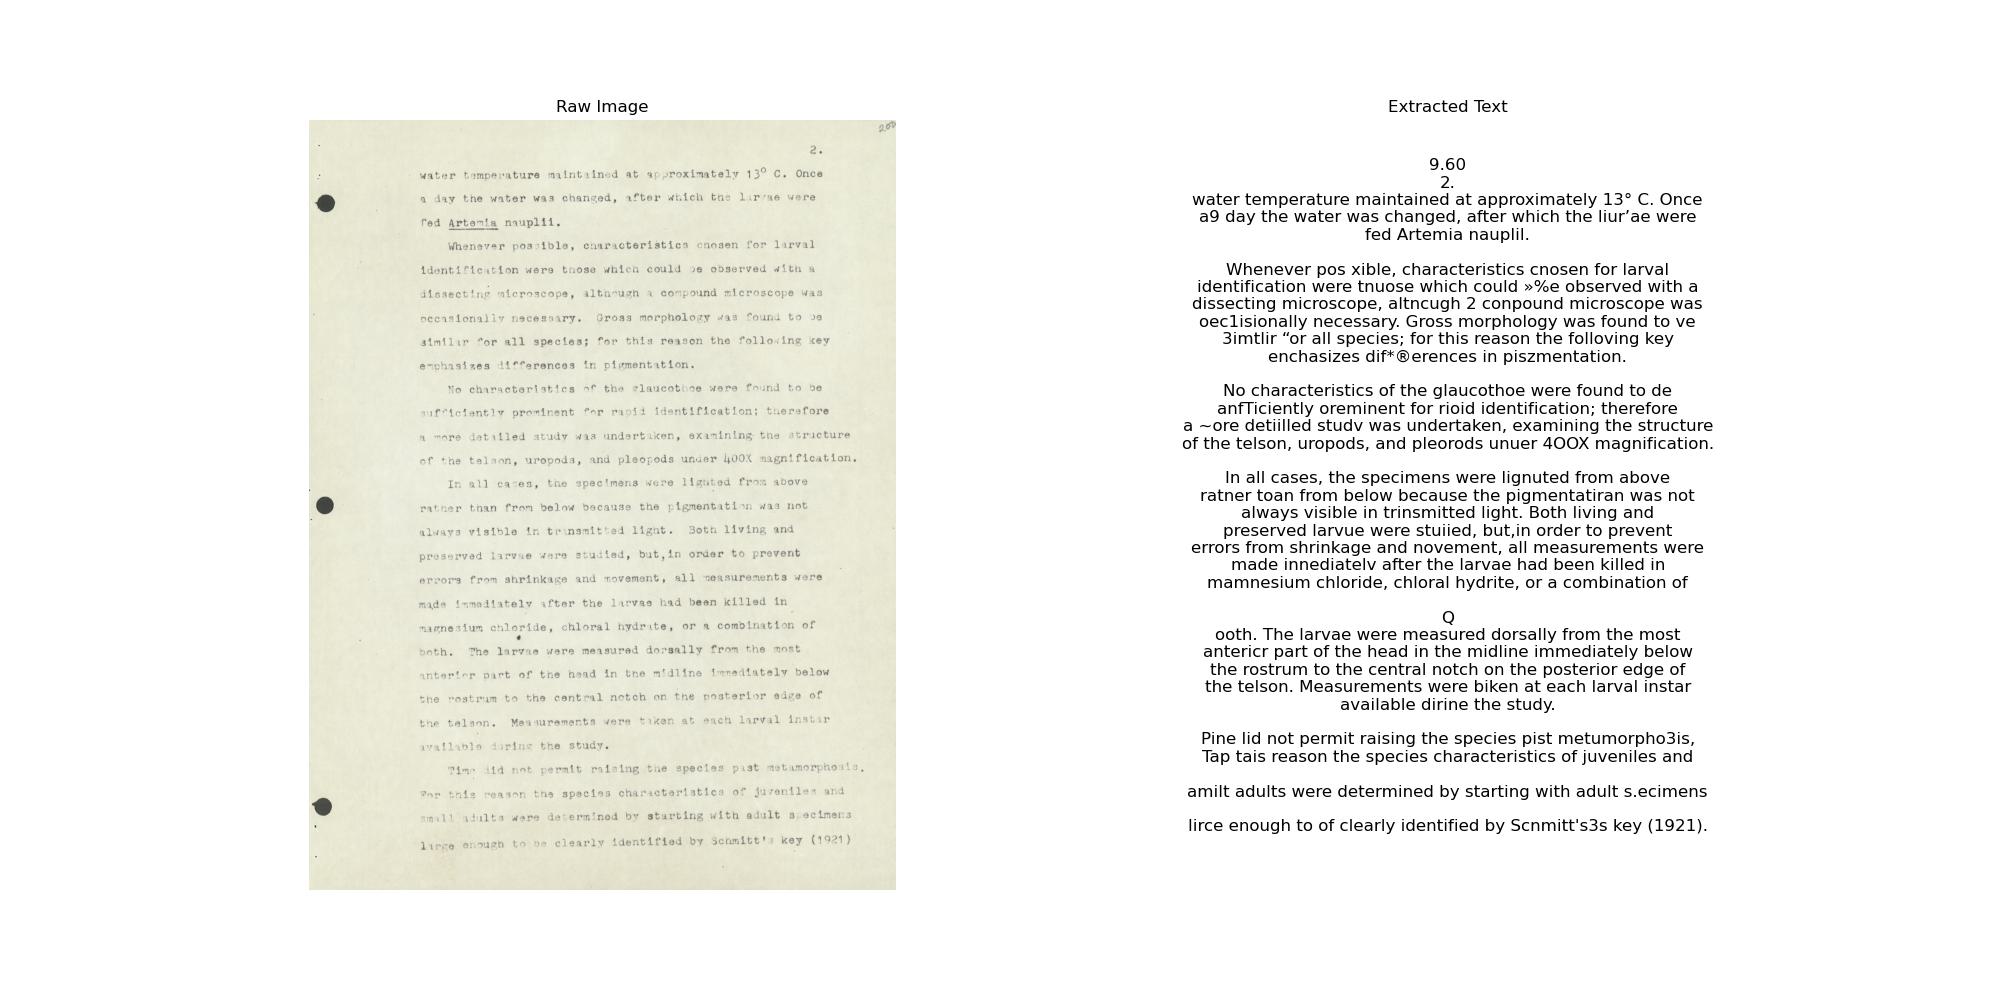 Raw Image
200
2.
water temperature maintained at approximately 13° C. Once
a day the water was changed, after which the larvae were
fed Artemia nauplii.
Whenever possible, characteristics cnosen for larval
identification were tnose which could be observed with a
dissecting microscope, although a compound microscope was
occasionally necessary. Gross morphology was found to be
similar for all species; for this reason the following key
emphasizes differences in pigmentation.
No characteristics of the glaucothoe were found to be
sufficiently prominent for rapid identification; therefore
a more detailed study was undertaken, examining the structure
of the telson, uropods, and pleopods under 400X magnification.
In all cases, the specimens were lighted from above
rather than from below because the pigmentation was not
always visible in transmitted light. Both living and
preserved larvae were studied, but,in order to prevent
errors from shrinkage and movement, all measurements were
made immediately after the larvae had been killed in
magnesium chloride, chloral hydrate, or a combination of
both. The larvae were measured dorsally from the most
anterior part of the head in the midline immediately below
the rostrum to the central notch on the posterior edge of
the telson. Measurements were taken at each larval instar
available during the study.
Time did not permit raising the species past metamorphosis.
For this reason the species characteristics of juveniles and
small adults were determined by starting with adult specimens
large enough to be clearly identified by Schmitt's key (1921)
Extracted Text
9.60
2.
water temperature maintained at approximately 13° C. Once
a9 day the water was changed, after which the liur’ae were
fed Artemia nauplil.
Whenever pos xible, characteristics cnosen for larval
identification were tnuose which could »%e observed with a
dissecting microscope, altncugh 2 conpound microscope was
oec1isionally necessary. Gross morphology was found to ve
3imtlir “or all species; for this reason the folloving key
enchasizes dif*®erences in piszmentation.
No characteristics of the glaucothoe were found to de
anfTiciently oreminent for rioid identification; therefore
a ~ore detiilled studv was undertaken, examining the structure
of the telson, uropods, and pleorods unuer 4OOX magnification.
In all cases, the specimens were lignuted from above
ratner toan from below because the pigmentatiran was not
always visible in trinsmitted light. Both living and
preserved larvue were stuiied, but,in order to prevent
errors from shrinkage and novement, all measurements were
made innediatelv after the larvae had been killed in
mamnesium chloride, chloral hydrite, or a combination of
Q
ooth. The larvae were measured dorsally from the most
antericr part of the head in the midline immediately below
the rostrum to the central notch on the posterior edge of
the telson. Measurements were biken at each larval instar
available dirine the study.
Pine lid not permit raising the species pist metumorpho3is,
Tap tais reason the species characteristics of juveniles and
amilt adults were determined by starting with adult s.ecimens
lirce enough to of clearly identified by Scnmitt's3s key (1921).